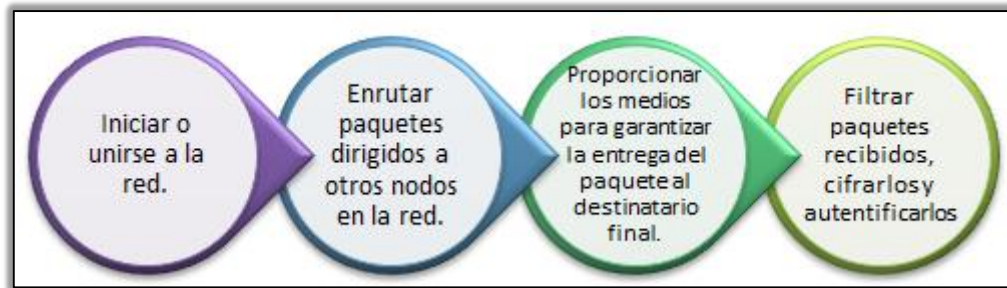 Iniciar o
unirse a la
red.
Enrutar
paquetes
dirigidos a
otros nodos
en la red.
Proporcionar
los medios
para garantizar
la entrega del
paquete al
destinatario
final.
Filtrar
paquetes
recibidos,
cifrarlos y
autentificarlos